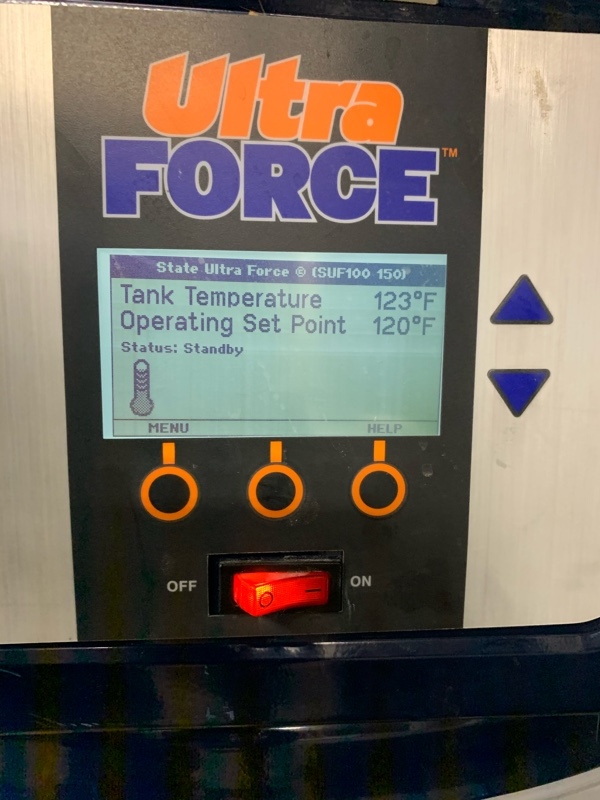 Ultra
FORCE™
State Ultra Force ® (SUF100 150)
Tank Temperature 123°F
Operating Set Point 120°F
Status: Standby
MENU HELP
OFF ON